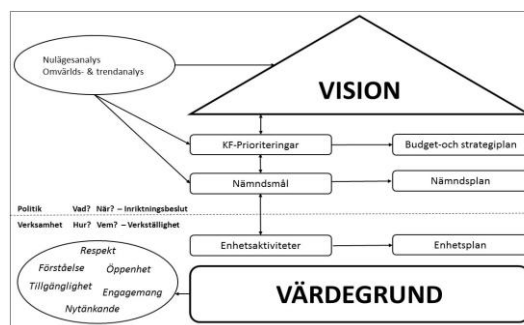 Nulägesanalys
Omvärlds- & trendanalys
VISION
KF-Prioriteringar
Budget-och strategiplan
Nämndsmål
Nämndsplan
Politik Vad? När? – Inriktningsbeslut
Verksamhet Hur? Vem? – Verkställighet
Enhetsaktiviteter
Enhetsplan
Respekt
Förståelse
Öppenhet
Tillgänglighet
Engagemang
Nytänkande
VÄRDEGRUND